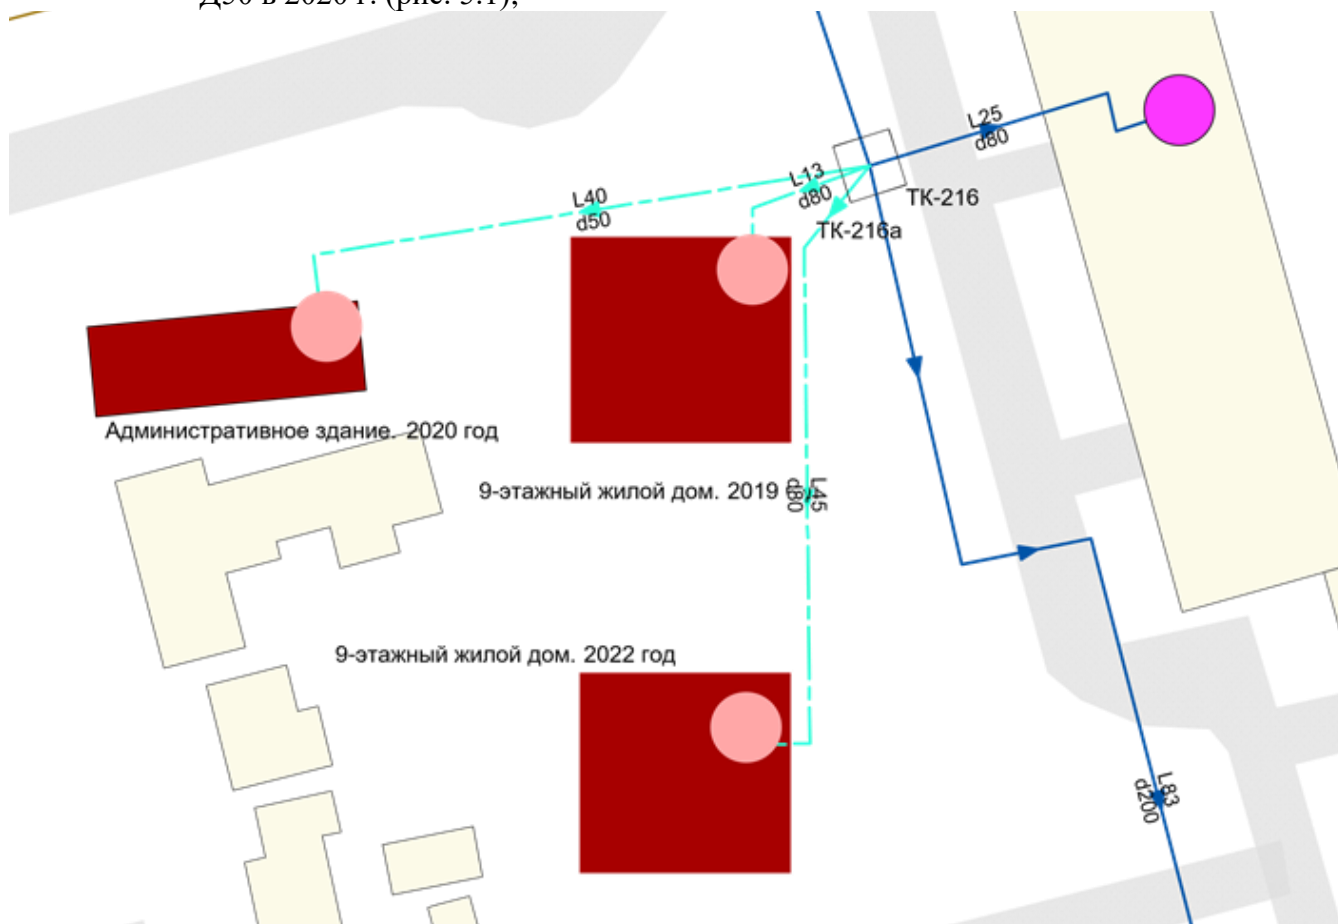 L25
d80
L13
d80
ТК-216
L40
d50
ТК-216а
Административное здание. 2020 год
9-этажный жилой дом. 2019
L45
d80
9-этажный жилой дом. 2022 год
L83
d200